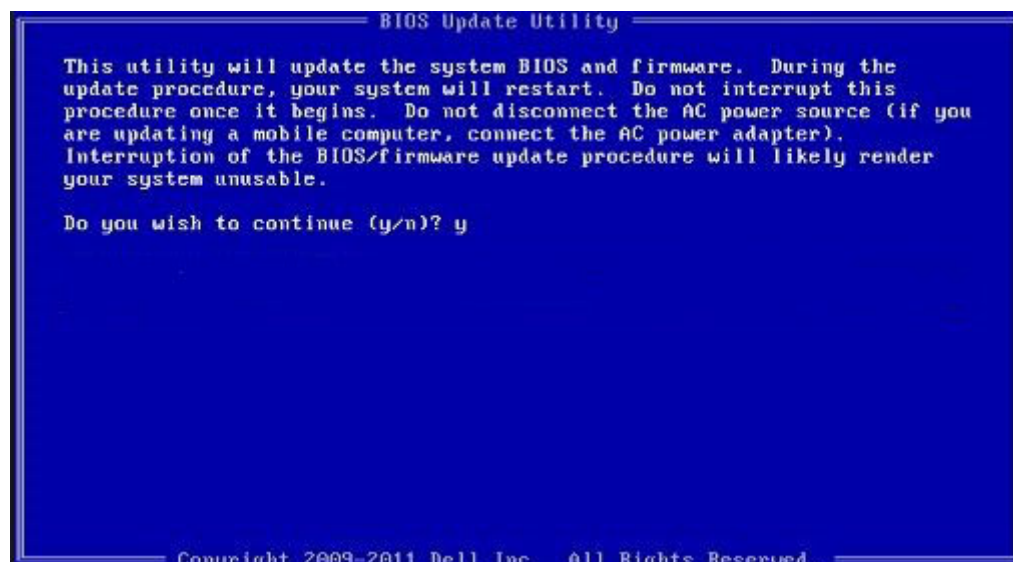 BIOS Update Utility
This utility will update the system BIOS and firmware. During the
update procedure, your system will restart. Do not interrupt this
procedure once it begins. Do not disconnect the AC power source (if you
are updating a mobile computer, connect the AC power adapter).
Interruption of the BIOS/firmware update procedure will likely render
your system unusable.
Do you wish to continue (y/n)? y
Copyright 2009-2011 Dell Inc. All Rights Reserved